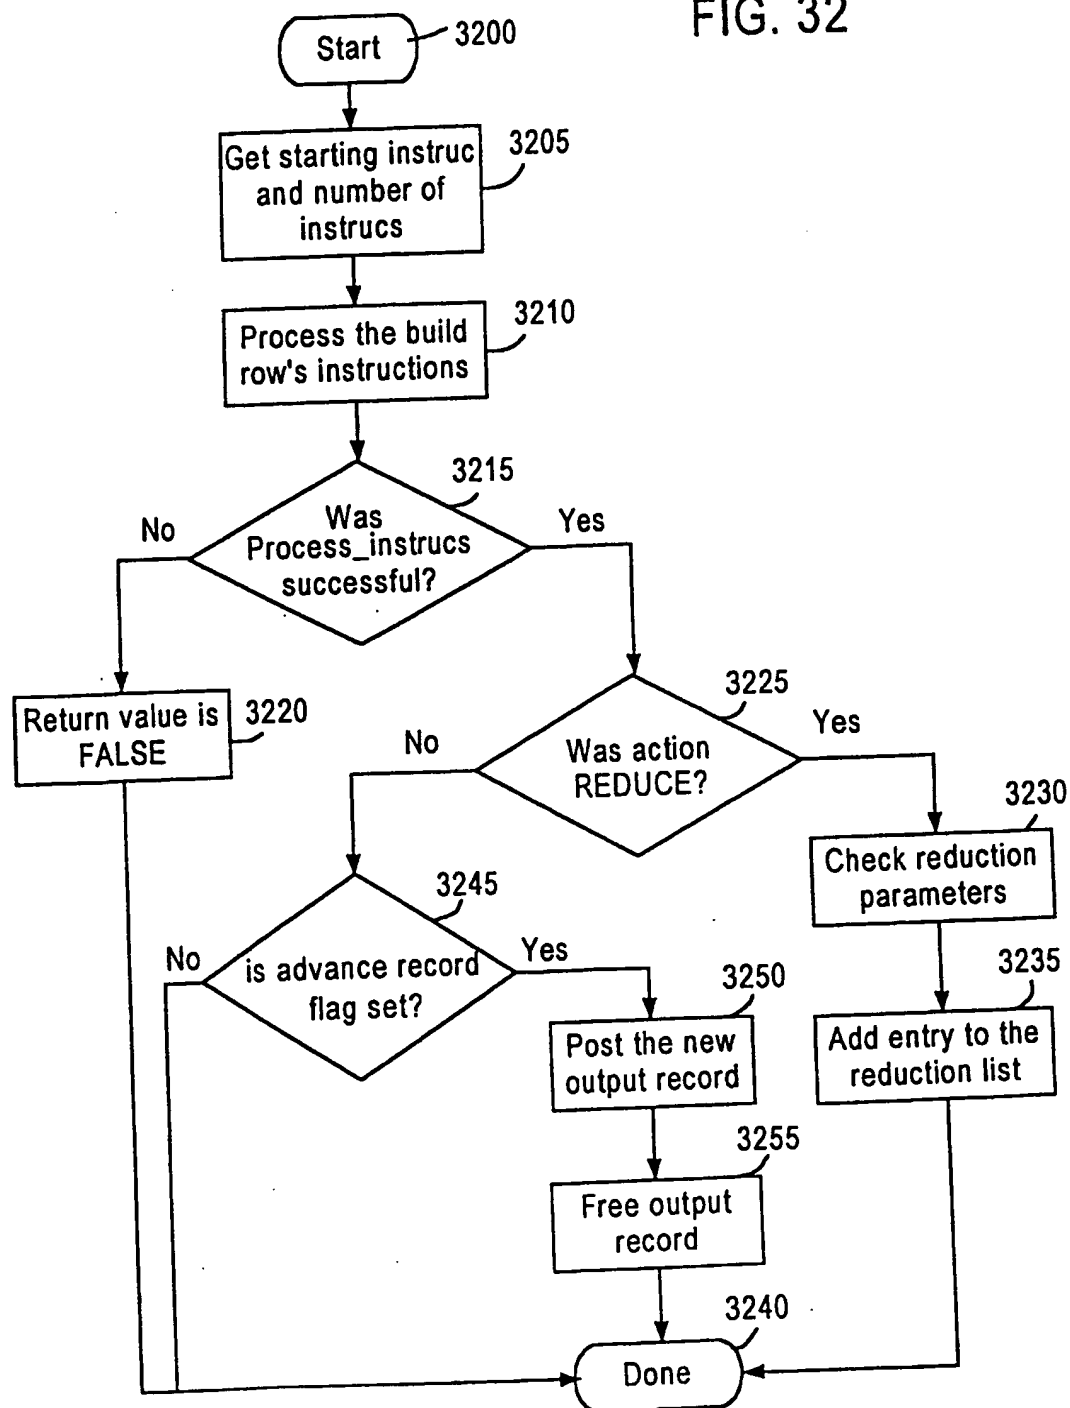 FIG. 32
Start
3200
Get starting instruc
and number of
instrucs
3205
Process the build
row's instructions
3210
Was
Process_instrucs
successful?
3215
No
Yes
Return value is
FALSE
3220
Was action
REDUCE?
3225
No
Yes
Check reduction
parameters
3230
is advance record
flag set?
3245
No
Yes
Add entry to the
reduction list
3235
Post the new
output record
3250
Free output
record
3255
Done
3240